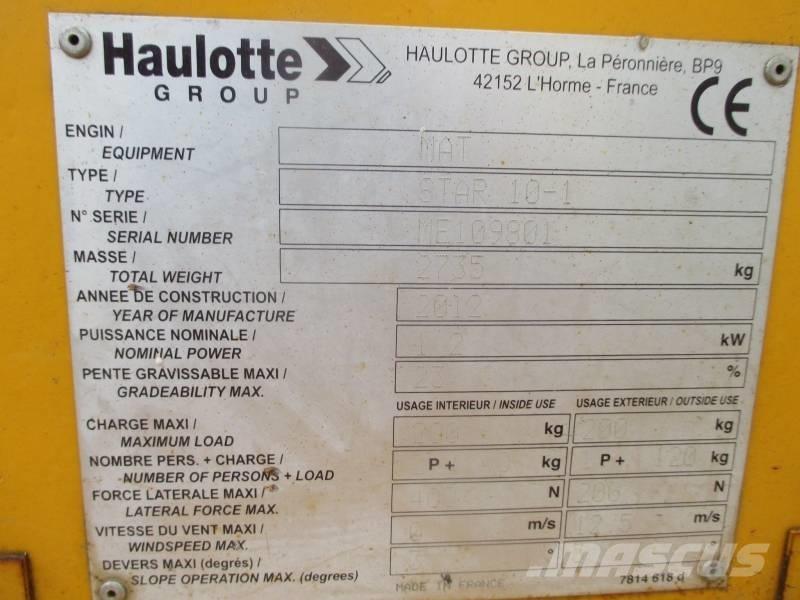 Haulotte
GROUP
HAULOTTE GROUP, La Péronnière, BP9
42152 L'Horme - France
CE
ENGIN /
EQUIPMENT
MAT
TYPE /
TYPE
STAR 10-1
N° SERIE /
SERIAL NUMBER
ME109801
MASSE /
TOTAL WEIGHT
2735 kg
ANNEE DE CONSTRUCTION /
YEAR OF MANUFACTURE
2012
PUISSANCE NOMINALE /
NOMINAL POWER
kW
PENTE GRAVISSABLE MAXI /
GRADEABILITY MAX.
%
USAGE INTERIEUR / INSIDE USE USAGE EXTERIEUR / OUTSIDE USE
CHARGE MAXI /
MAXIMUM LOAD
kg 200 kg
NOMBRE PERS. + CHARGE /
NUMBER OF PERSONS + LOAD
P + kg P + 120 kg
FORCE LATERALE MAXI /
LATERAL FORCE MAX.
N N
VITESSE DU VENT MAXI /
WINDSPEED MAX.
0 m/s 12.5 m/s
DEVERS MAXI (degrés) /
SLOPE OPERATION MAX. (degrees)
° °
MADE IN FRANCE
7814 618 d
MASCUS